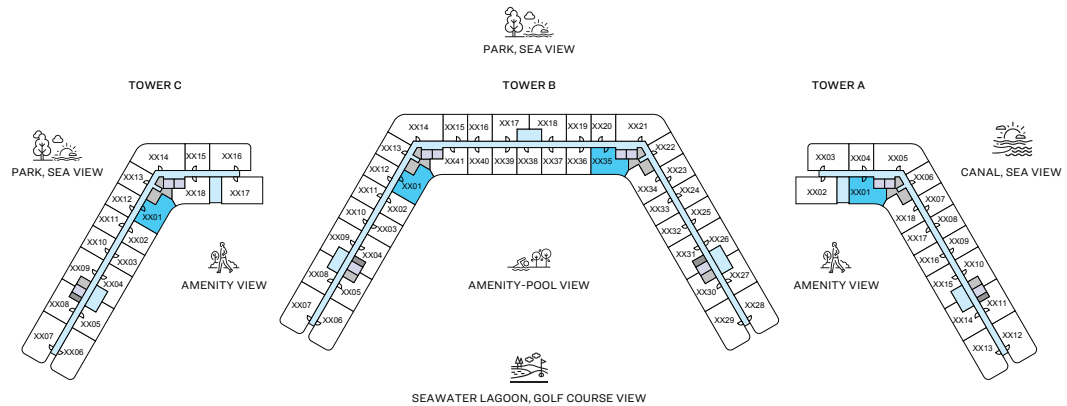 PARK, SEA VIEW
TOWER C
TOWER B
TOWER A
PARK, SEA VIEW
CANAL, SEA VIEW
XX14
XX15
XX16
XX13
XX18
XX17
XX12
XX01
XX11
XX02
XX10
XX03
XX09
XX04
XX08
XX05
XX07
XX06
AMENITY VIEW
XX14
XX15
XX16
XX17
XX18
XX19
XX20
XX21
XX13
XX41
XX40
XX39
XX38
XX37
XX36
XX35
XX22
XX12
XX23
XX11
XX01
XX34
XX24
XX10
XX02
XX33
XX25
XX09
XX03
XX32
XX26
XX08
XX04
XX31
XX27
XX07
XX05
XX30
XX28
XX06
XX29
AMENITY-POOL VIEW
XX03
XX04
XX05
XX02
XX01
XX06
XX07
XX18
XX08
XX17
XX09
XX16
XX10
XX15
XX11
XX14
XX12
XX13
AMENITY VIEW
SEAWATER LAGOON, GOLF COURSE VIEW